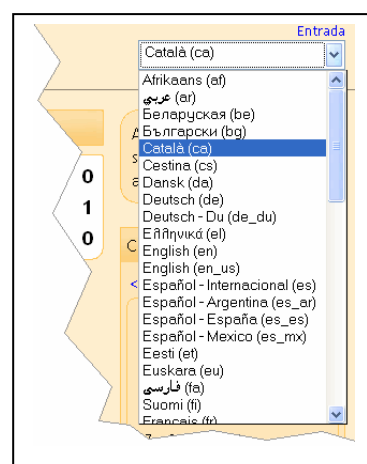 Entrada
Català (ca)
Afrikaans (af)
عربي (ar)
Беларуская (be)
Български (bg)
Català (ca)
Cestina (cs)
Dansk (da)
Deutsch (de)
Deutsch - Du (de_du)
Ελληνικά (el)
English (en)
English (en_us)
Español - Internacional (es)
Español - Argentina (es_ar)
Español - España (es_es)
Español - Mexico (es_mx)
Eesti (et)
Euskara (eu)
فارسی (fa)
Suomi (fi)
Français (fr)
0
1
0